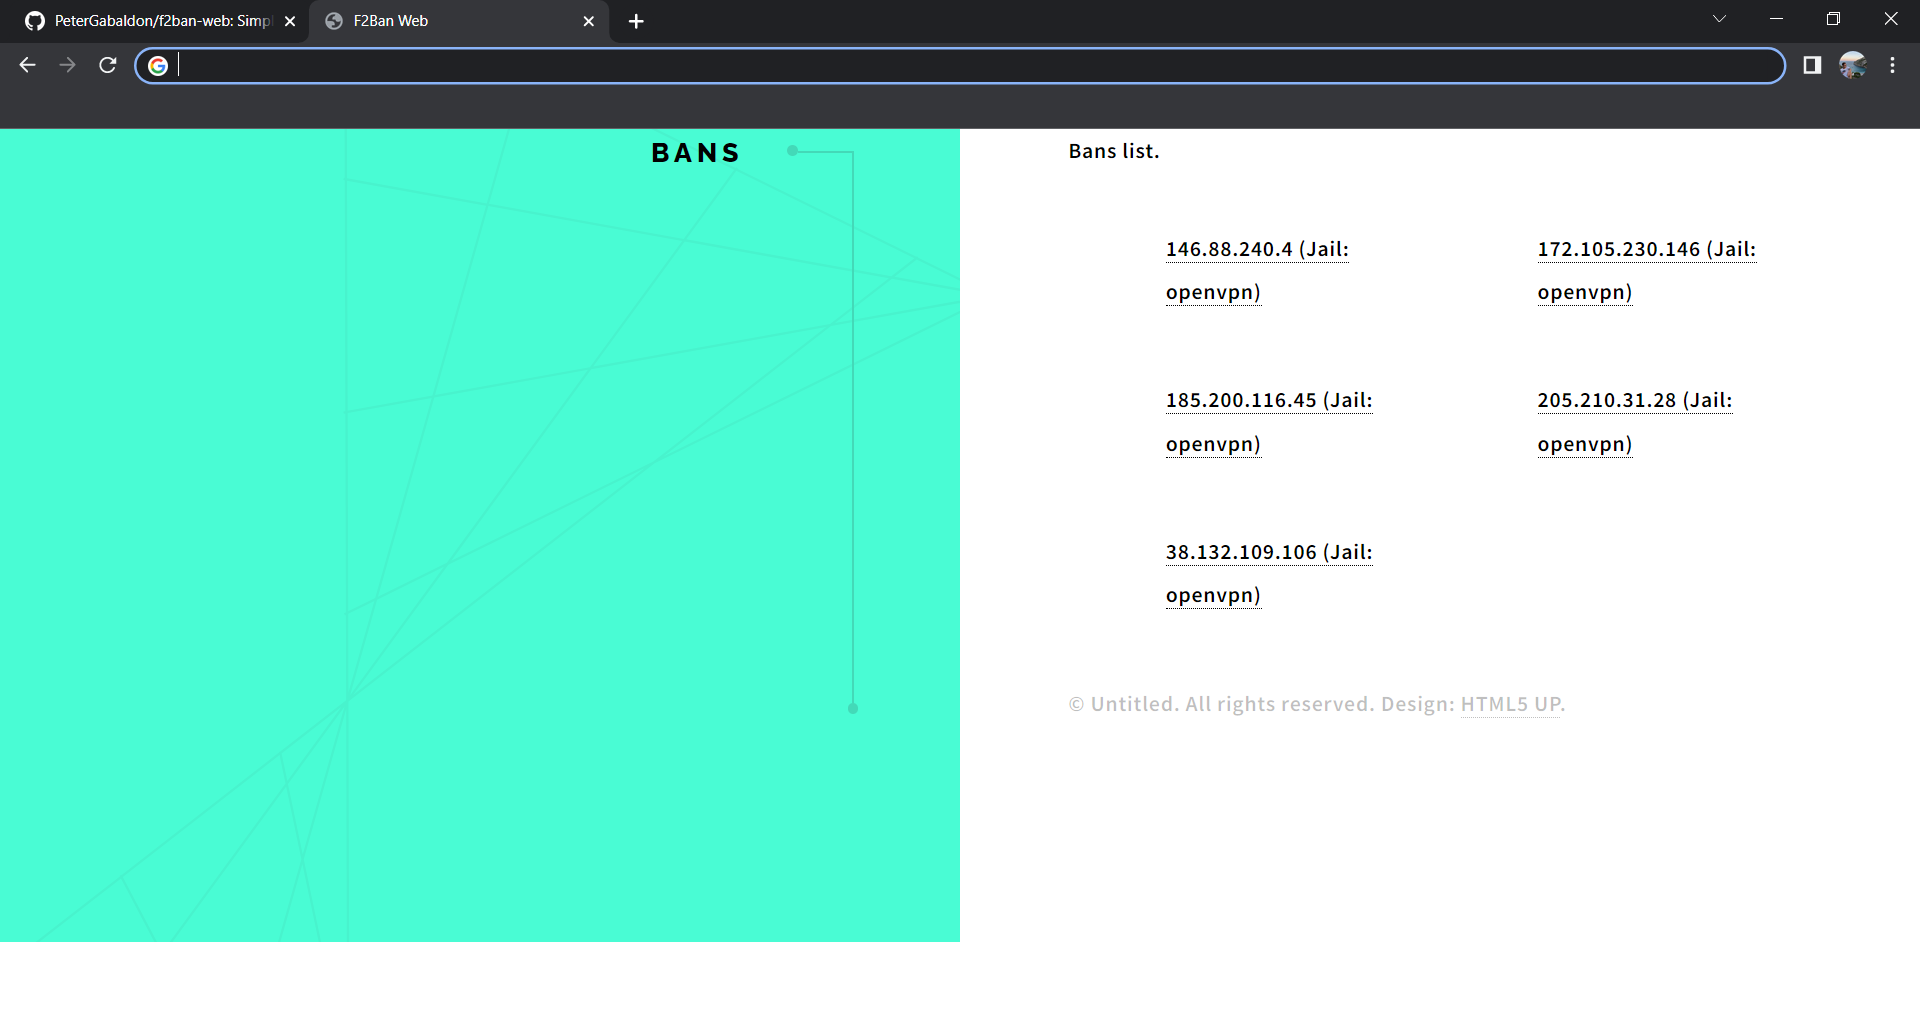 PeterGabaldon/f2ban-web: Simpl
F2Ban Web
BANS
Bans list.
146.88.240.4 (Jail:
openvpn)
172.105.230.146 (Jail:
openvpn)
185.200.116.45 (Jail:
openvpn)
205.210.31.28 (Jail:
openvpn)
38.132.109.106 (Jail:
openvpn)
© Untitled. All rights reserved. Design: HTML5 UP.